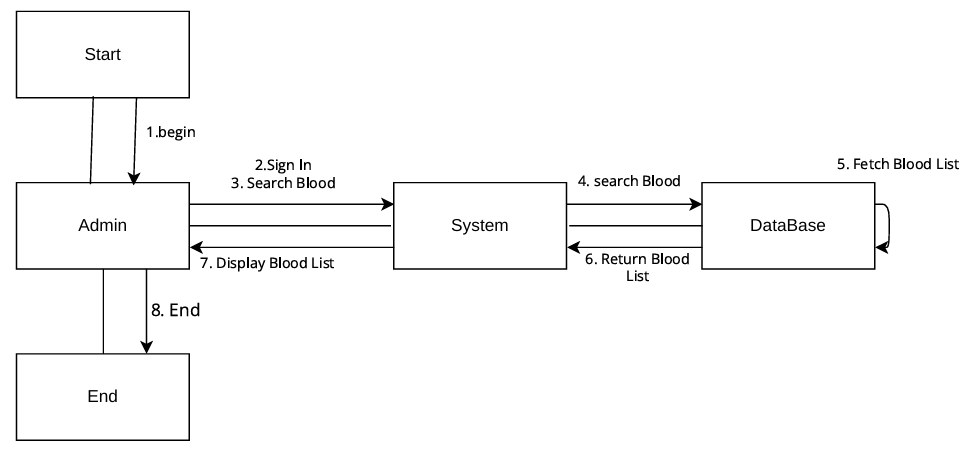 Start
1.begin
2.Sign In
3. Search Blood
4. search Blood
5. Fetch Blood List
Admin
System
DataBase
7. Display Blood List
6. Return Blood
List
8. End
End